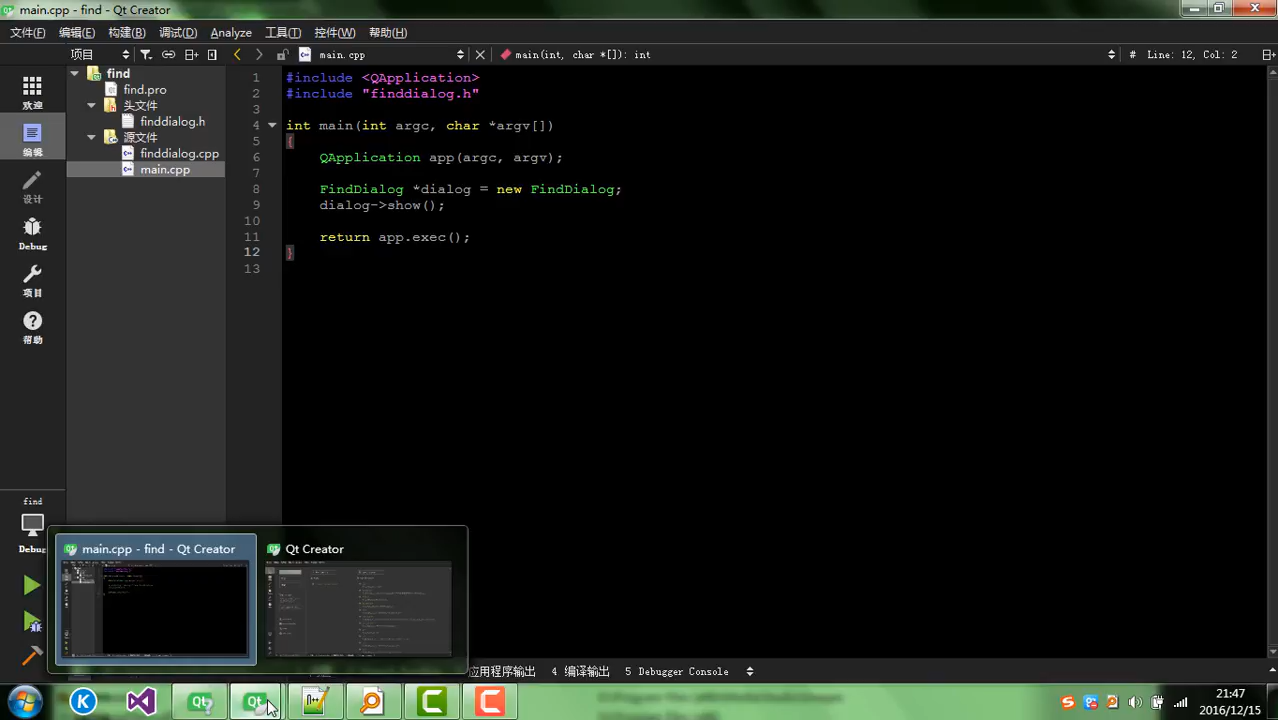 main.cpp - find - Qt Creator
文件(F) 编辑(E) 构建(B) 调试(D) Analyze 工具(T) 控件(W) 帮助(H)
项目 main.cpp main(int, char *[]): int # Line: 12, Col: 2
欢迎
编辑
设计
Debug
项目
帮助
find
Debug
find
find.pro
头文件
finddialog.h
源文件
finddialog.cpp
main.cpp
1 #include <QApplication>
2 #include "finddialog.h"
3
4 int main(int argc, char *argv[])
5 {
6 QApplication app(argc, argv);
7
8 FindDialog *dialog = new FindDialog;
9 dialog->show();
10
11 return app.exec();
12 }
13
main.cpp - find - Qt Creator Qt Creator
应用程序输出 4 编译输出 5 Debugger Console
21:47
2016/12/15